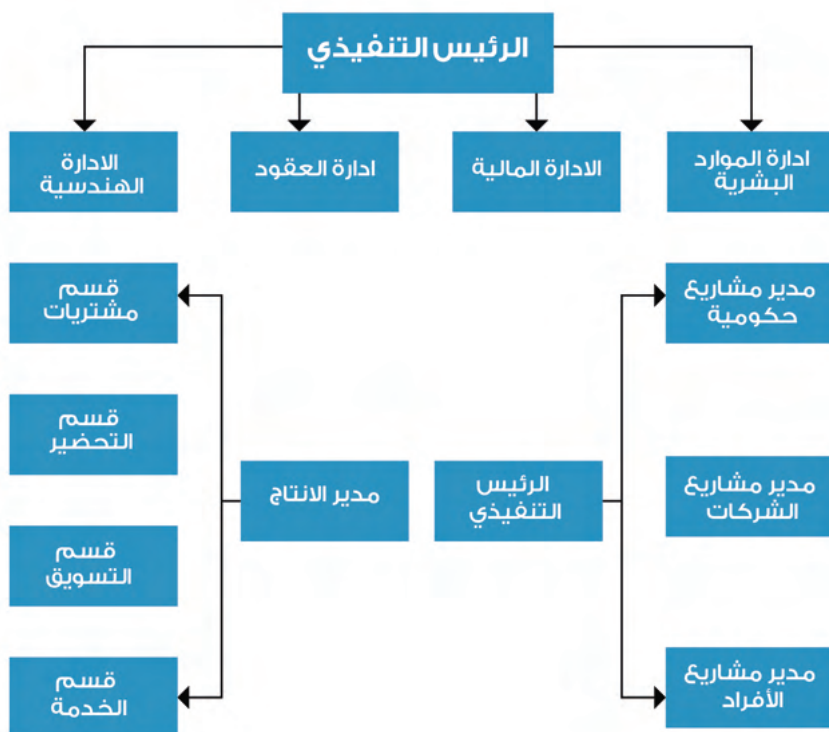 الرئيس التنفيذي
ادارة الموارد
البشرية
الادارة المالية
ادارة العقود
الادارة
الهندسية
مدير مشاريع
حكومية
قسم
مشتريات
قسم
التحضير
مدير مشاريع
الشركات
الرئيس
التنفيذي
مدير الانتاج
قسم
التسويق
مدير مشاريع
الأفراد
قسم
الخدمة